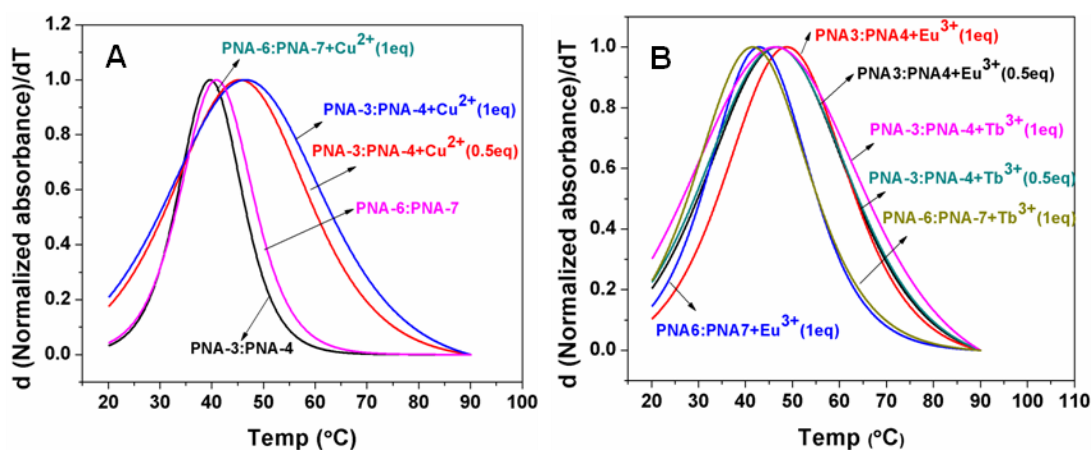 A
d (Normalized absorbance)/dT
1.2
1.0
0.8
0.6
0.4
0.2
0.0
PNA-6:PNA-7+Cu²⁺(1eq)
PNA-3:PNA-4+Cu²⁺(1eq)
PNA-3:PNA-4+Cu²⁺(0.5eq)
PNA-6:PNA-7
PNA-3:PNA-4
20 30 40 50 60 70 80 90 100
Temp (°C)
B
d (Normalized absorbance)/dT
1.0
0.8
0.6
0.4
0.2
0.0
PNA3:PNA4+Eu³⁺(1eq)
PNA3:PNA4+Eu³⁺(0.5eq)
PNA-3:PNA-4+Tb³⁺(1eq)
PNA-3:PNA-4+Tb³⁺(0.5eq)
PNA-6:PNA-7+Tb³⁺(1eq)
PNA6:PNA7+Eu³⁺(1eq)
20 30 40 50 60 70 80 90 100 110
Temp (°C)